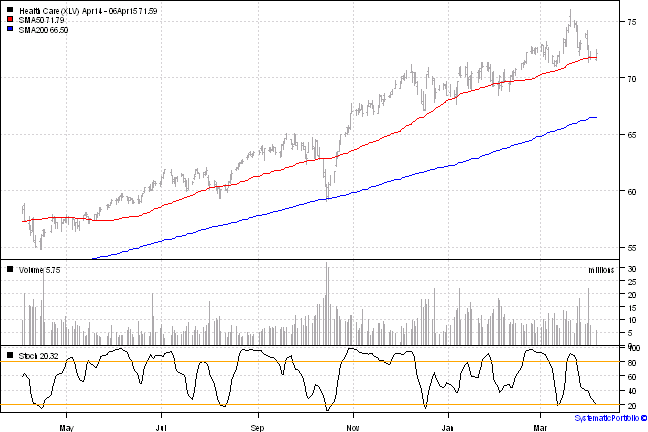 Health Care (XLV) Apr14 - 06Apr15 71.59
SMA50 71.79
SMA200 66.50
75
70
65
60
55
Volume 5.75
millions
30
25
20
15
10
5
Stoch 20.32
100
80
60
40
20
May
Jul
Sep
Nov
Jan
Mar
SystematicPortfolio ©